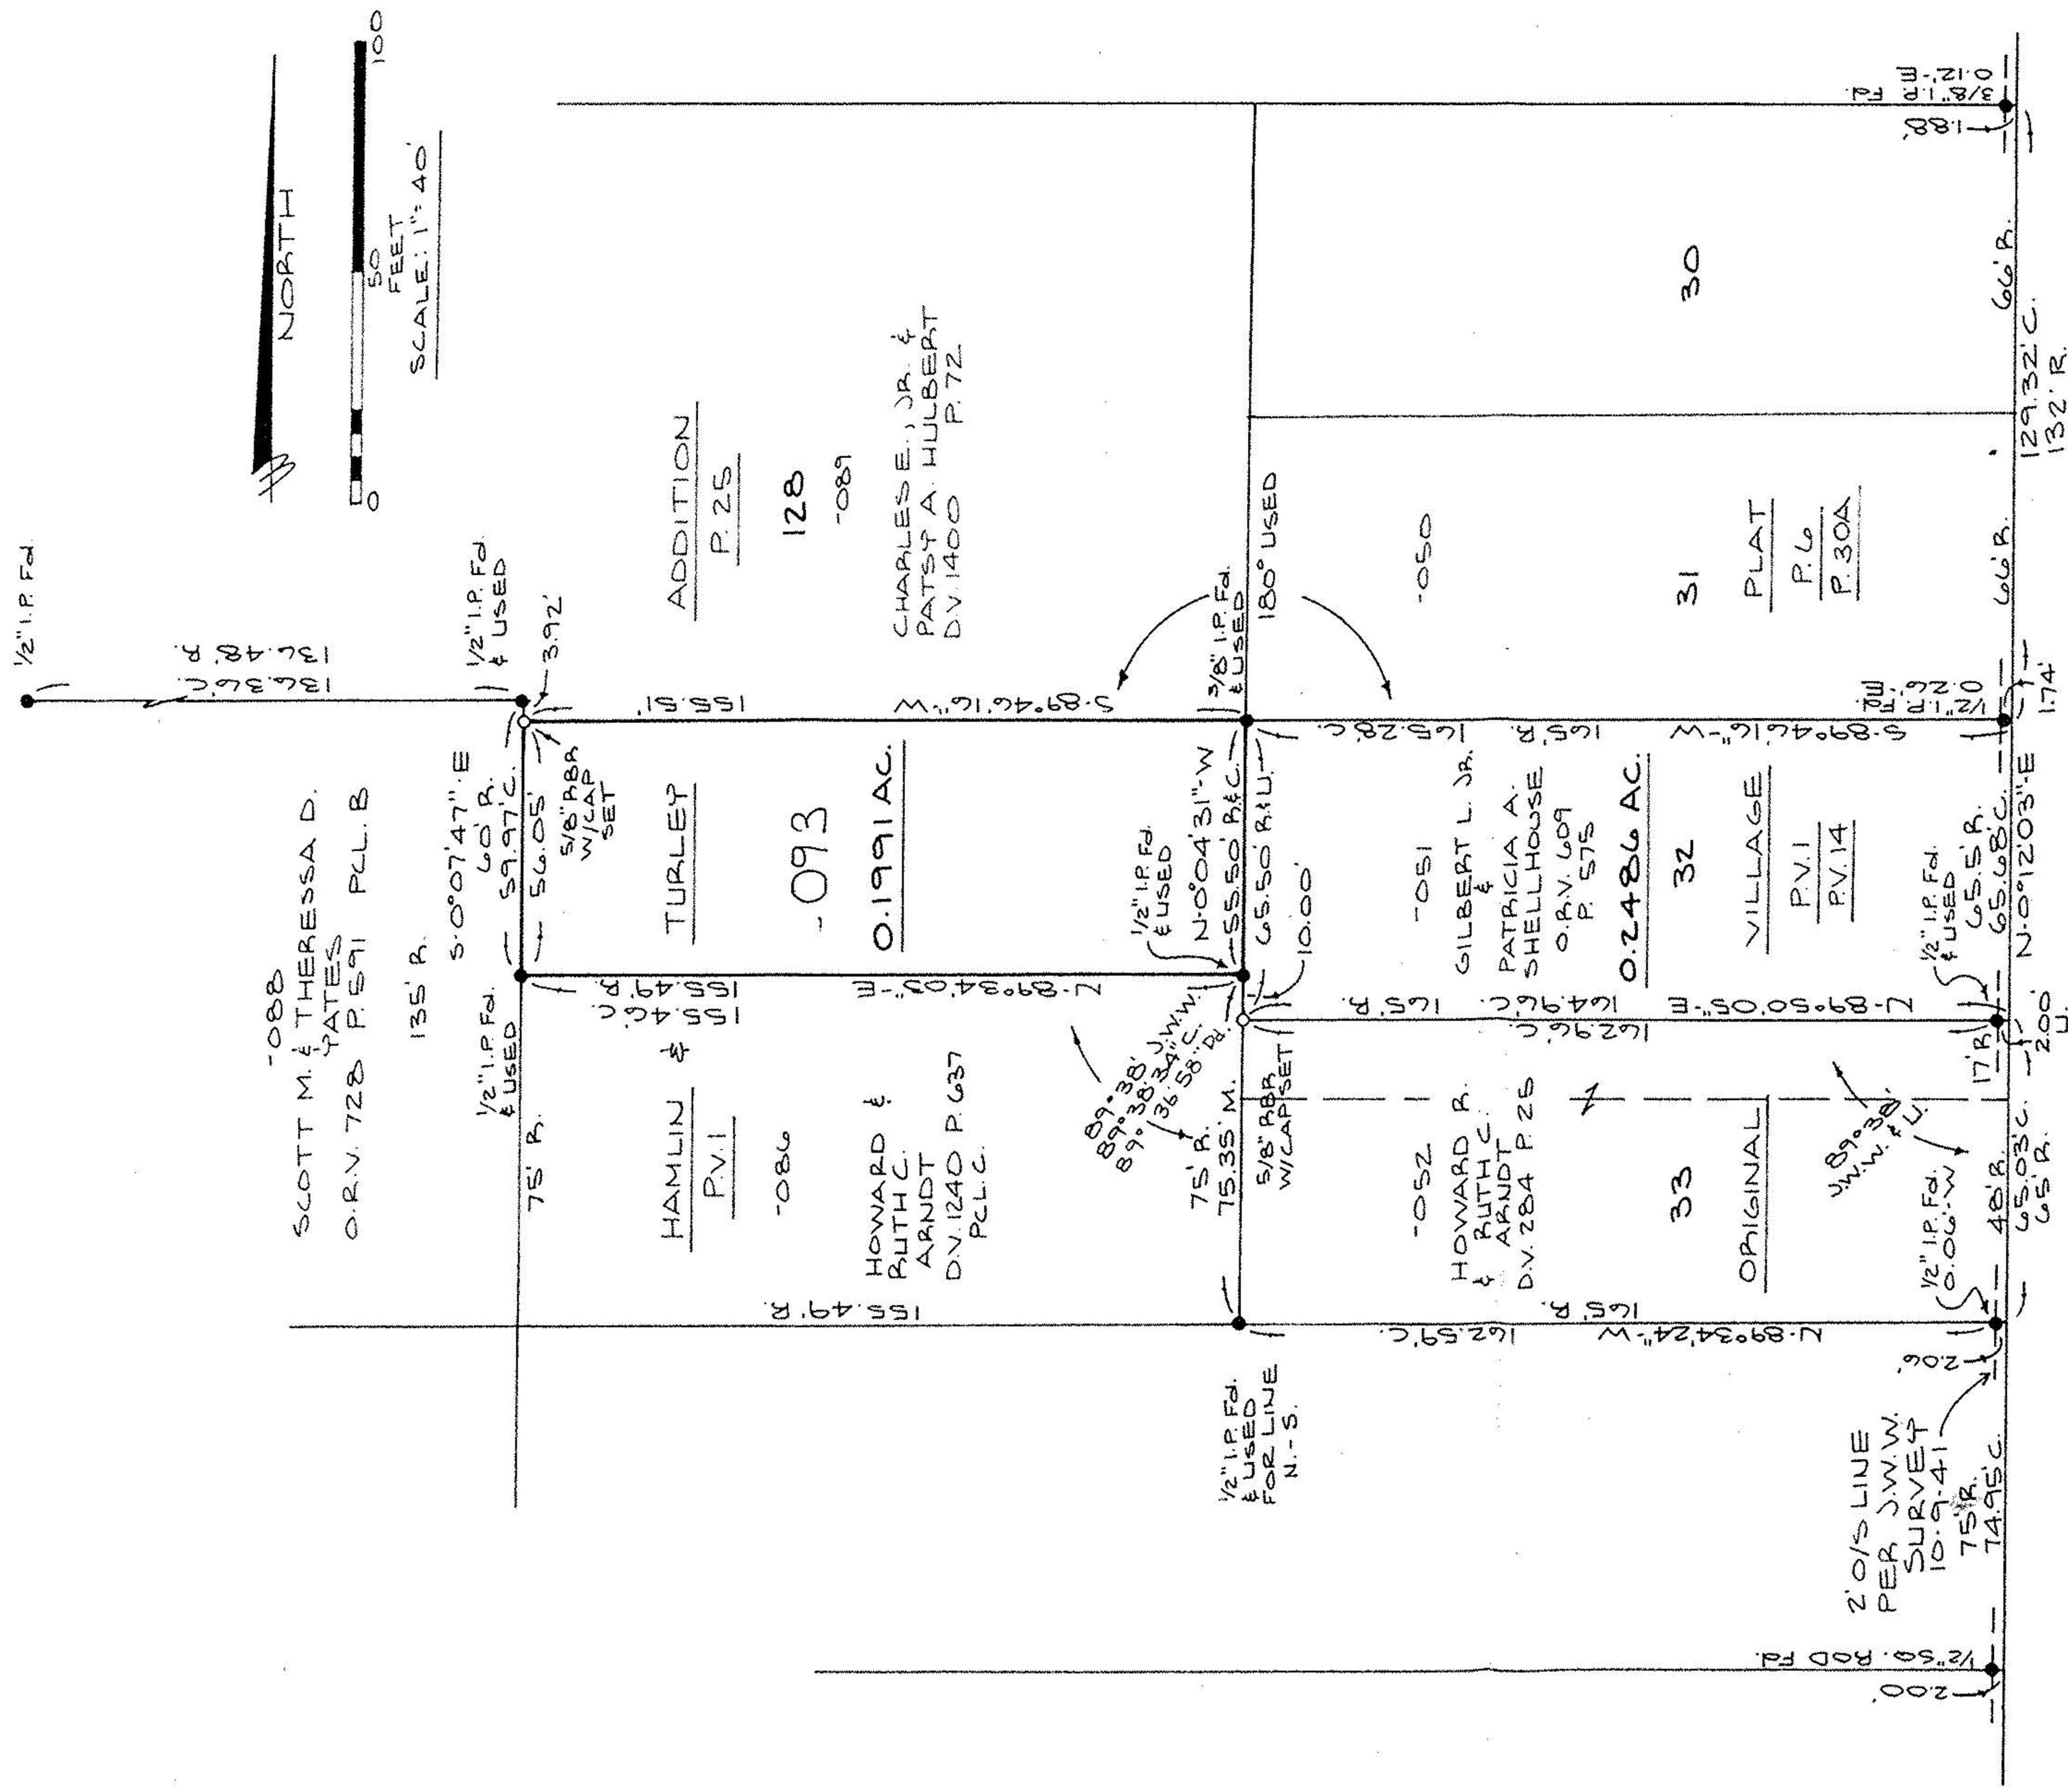 NORTH
0
50
100
0
FEET
SCALE: 1"= 40'
1/2" I.P. Fd.
136.48' R.
136.36' C.
1/2" I.P. Fd.
& USED
3.92'
-088
SCOTT M. & THERESSA D.
YATES
O.R.V. 728 P. 591 PCL. B
135' R.
S-0°07'47"-E
60' R.
59.97' C.
56.05'
5/8" RBR
W/CAP
SET
1/2" I.P. Fd.
& USED
75' R.
ADDITION
P. 25
128
-089
CHARLES E., JR. &
PATSY A. HULBERT
D.V. 1400 P. 72
155.51'
S-89°46'16"-W
TURLEY
-093
0.1991 AC.
N-89°34'03"-E
155.49' R.
155.46' C.
HAMLIN &
P.V. 1
-086
HOWARD &
RUTH C.
ARNDT
D.V. 1240 P. 637
PCL. C.
155.49' R.
89°38' J.W.W.
89°38'34" C.
89°36'58" Rd.
3/8" I.P. Fd.
& USED
180° USED
1/2" I.P. Fd.
& USED
N-0°04'31"-W
55.50' R.&C.
65.50' R.&U.
10.00'
75' R.
75.35' M.
5/8" RBR
W/CAP SET
1/2" I.P. Fd.
& USED
FOR LINE
N.-S.
30
-050
31
PLAT
P. 6
P. 30A
S-89°46'16"-W
165' R.
165.28' C.
-051
GILBERT L. JR.
&
PATRICIA A.
SHELLHOUSE
O.R.V. 609
P. 575
0.2486 AC.
32
VILLAGE
P.V. 1
P.V. 14
N-89°50'05"-E
164.96' C.
165' R.
162.96' C.
-052
HOWARD R.
& RUTH C.
ARNDT
D.V. 284 P. 25
33
ORIGINAL
89°38'
J.W.W. & U.
N-89°34'24"-W
165' R.
162.59' C.
3/8" I.P. Fd.
0.12'-E
1.88'
66' R.
129.32' C.
132' R.
66' R.
1/2" I.P. Fd.
0.26'-E
1.74'
1/2" I.P. Fd.
& USED
65.5' R.
65.68' C.
N-0°12'03"-E
17' R.
2.00'
U.
48' R.
65.03' C.
65' R.
1/2" I.P. Fd.
0.06'-W
2.06'
2' O/S LINE
PER J.W.W.
SURVEY
10-9-41
75' R.
74.95' C.
1/2" SQ. ROD Fd.
2.00'